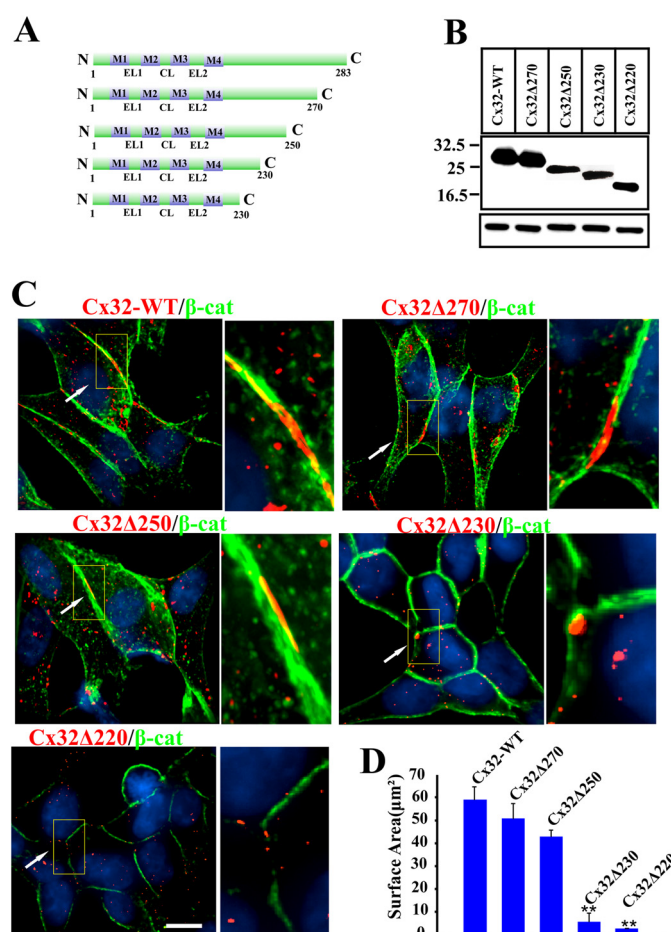 A
N M1 M2 M3 M4 C
1 EL1 CL EL2 283
N M1 M2 M3 M4 C
1 EL1 CL EL2 270
N M1 M2 M3 M4 C
1 EL1 CL EL2 250
N M1 M2 M3 M4 C
1 EL1 CL EL2 230
N M1 M2 M3 M4 C
1 EL1 CL EL2 230
B
Cx32-WT
Cx32Δ270
Cx32Δ250
Cx32Δ230
Cx32Δ220
32.5
25
16.5
C
Cx32-WT/β-cat
Cx32Δ270/β-cat
Cx32Δ250/β-cat
Cx32Δ230/β-cat
Cx32Δ220/β-cat
D
Surface Area(μm²)
60
50
40
30
20
10
0
Cx32-WT
Cx32Δ270
Cx32Δ250
Cx32Δ230
**
Cx32Δ220
**